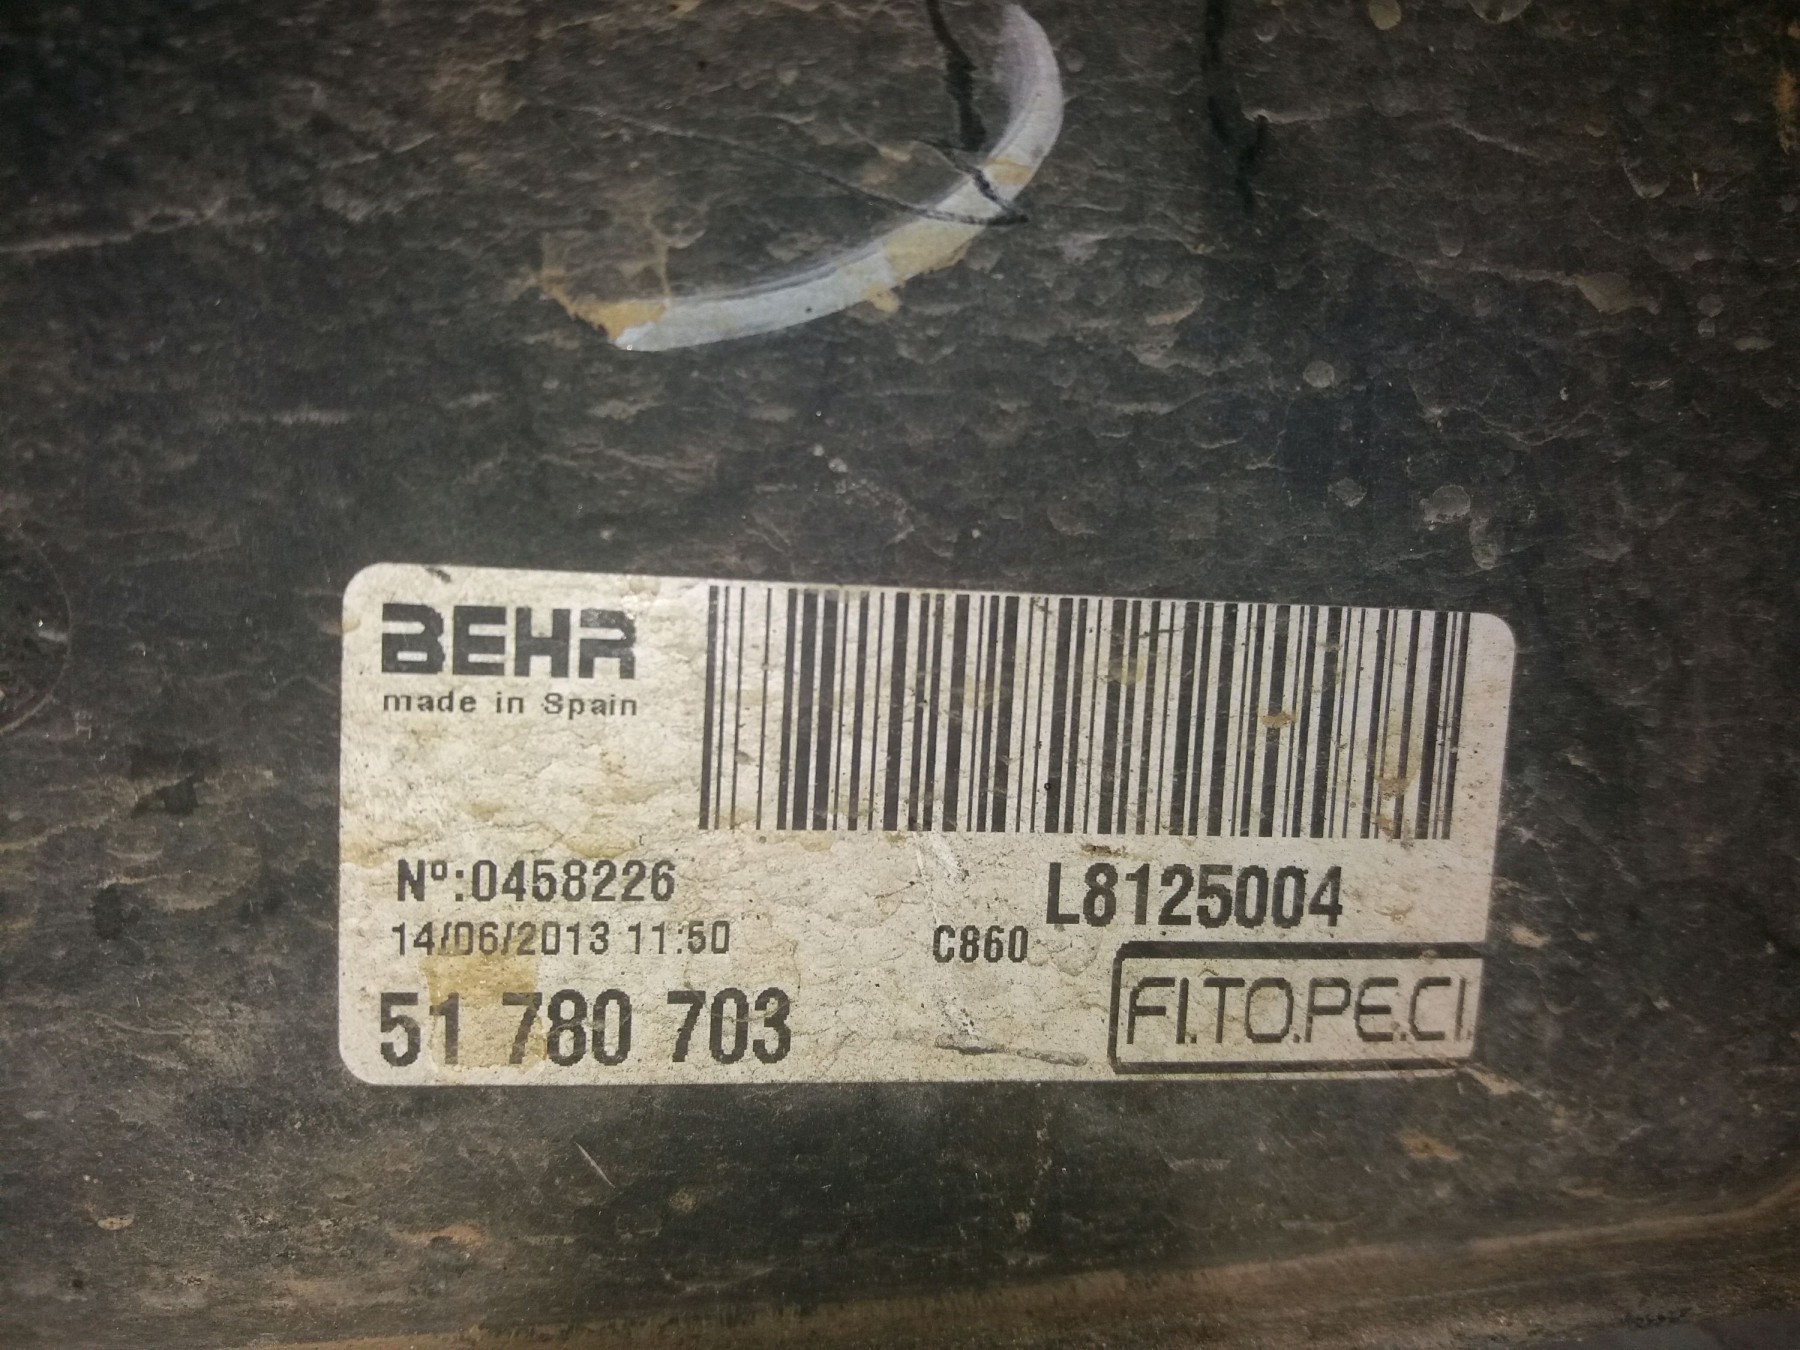 BEHR
made in Spain
Nº:0458226
L8125004
14/06/2013 11:50
C860
51 780 703
FI.TO.PE.CI.